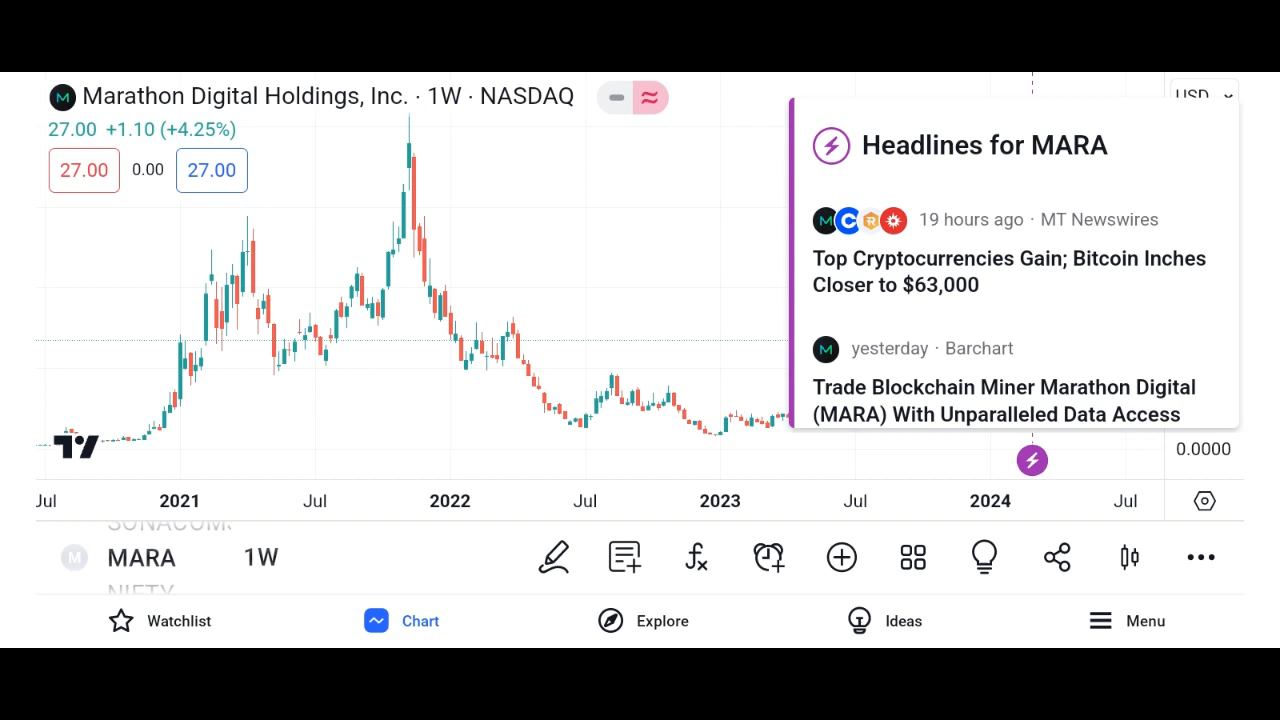 Marathon Digital Holdings, Inc. · 1W · NASDAQ
27.00 +1.10 (+4.25%)
27.00 0.00 27.00
USD
Headlines for MARA
19 hours ago · MT Newswires
Top Cryptocurrencies Gain; Bitcoin Inches
Closer to $63,000
yesterday · Barchart
Trade Blockchain Miner Marathon Digital
(MARA) With Unparalleled Data Access
0.0000
Jul 2021 Jul 2022 Jul 2023 Jul 2024 Jul
MARA 1W
NIFTY
Watchlist Chart Explore Ideas Menu